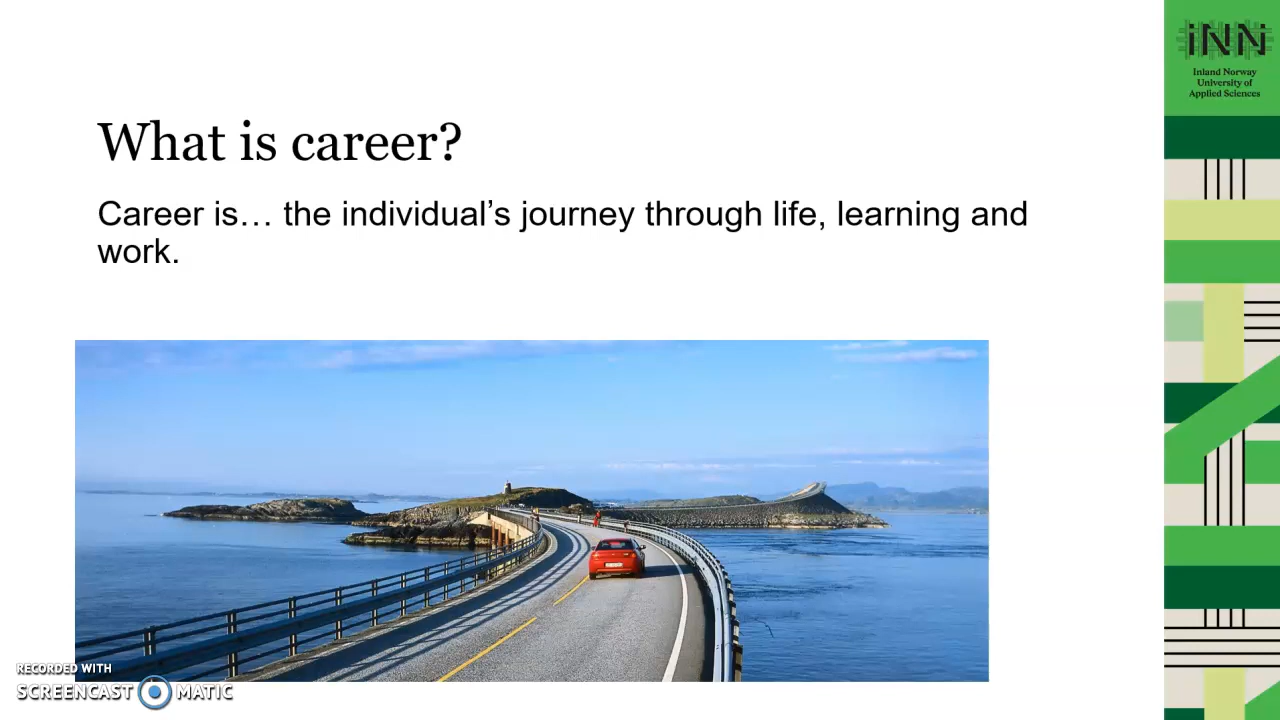 iNN
Inland Norway
University of
Applied Sciences
What is career?
Career is… the individual’s journey through life, learning and
work.
RECORDED WITH
SCREENCAST MATIC